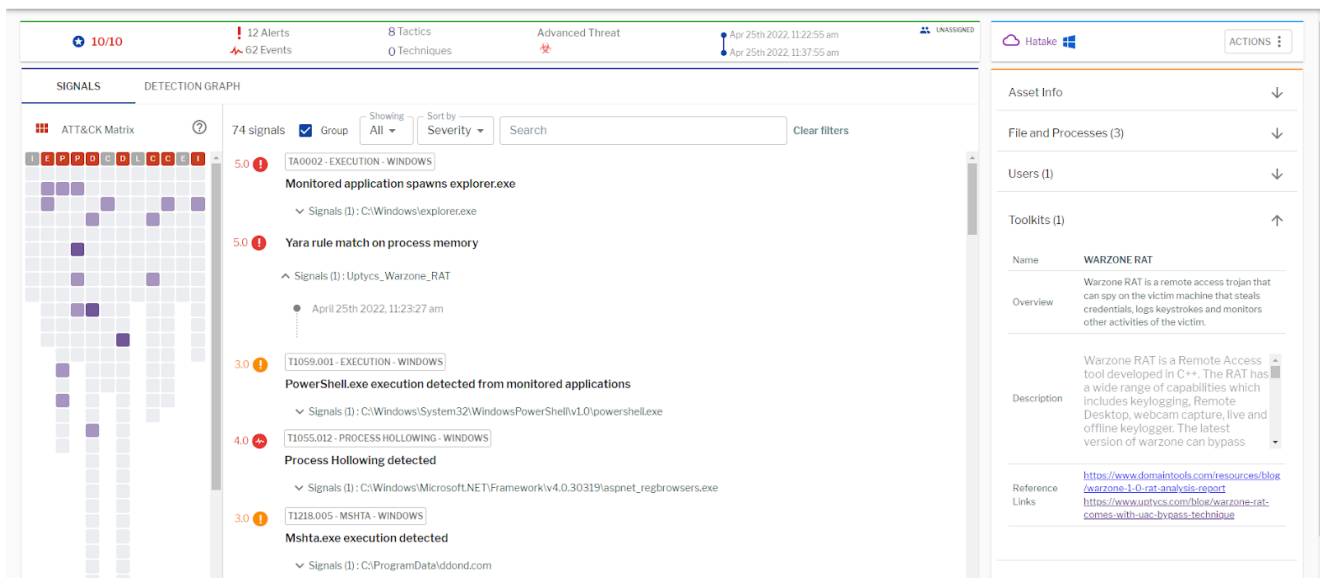 10/10
12 Alerts
62 Events
8 Tactics
0 Techniques
Advanced Threat
Apr 25th 2022, 11:22:55 am
Apr 25th 2022, 11:37:55 am
UNASSIGNED
Hatake
ACTIONS
SIGNALS
DETECTION GRAPH
ATT&CK Matrix
I E P P D C D L C C E I
74 signals
Group
Showing
All
Sort by
Severity
Search
Clear filters
5.0
TA0002 - EXECUTION - WINDOWS
Monitored application spawns explorer.exe
Signals (1) : C:\Windows\explorer.exe
5.0
Yara rule match on process memory
Signals (1) : Uptycs_Warzone_RAT
April 25th 2022, 11:23:27 am
3.0
T1059.001 - EXECUTION - WINDOWS
PowerShell.exe execution detected from monitored applications
Signals (1) : C:\Windows\System32\WindowsPowerShell\v1.0\powershell.exe
4.0
T1055.012 - PROCESS HOLLOWING - WINDOWS
Process Hollowing detected
Signals (1) : C:\Windows\Microsoft.NET\Framework\v4.0.30319\aspnet_regbrowsers.exe
3.0
T1218.005 - MSHTA - WINDOWS
Mshta.exe execution detected
Signals (1) : C:\ProgramData\ddond.com
Asset Info
File and Processes (3)
Users (1)
Toolkits (1)
Name
WARZONE RAT
Overview
Warzone RAT is a remote access trojan that
can spy on the victim machine that steals
credentials, logs keystrokes and monitors
other activities of the victim.
Description
Warzone RAT is a Remote Access
tool developed in C++. The RAT has
a wide range of capabilities which
includes keylogging, Remote
Desktop, webcam capture, live and
offline keylogger. The latest
version of warzone can bypass
Reference
Links
https://www.domaintools.com/resources/blog
/warzone-1-0-rat-analysis-report
https://www.uptycs.com/blog/warzone-rat-
comes-with-uac-bypass-technique